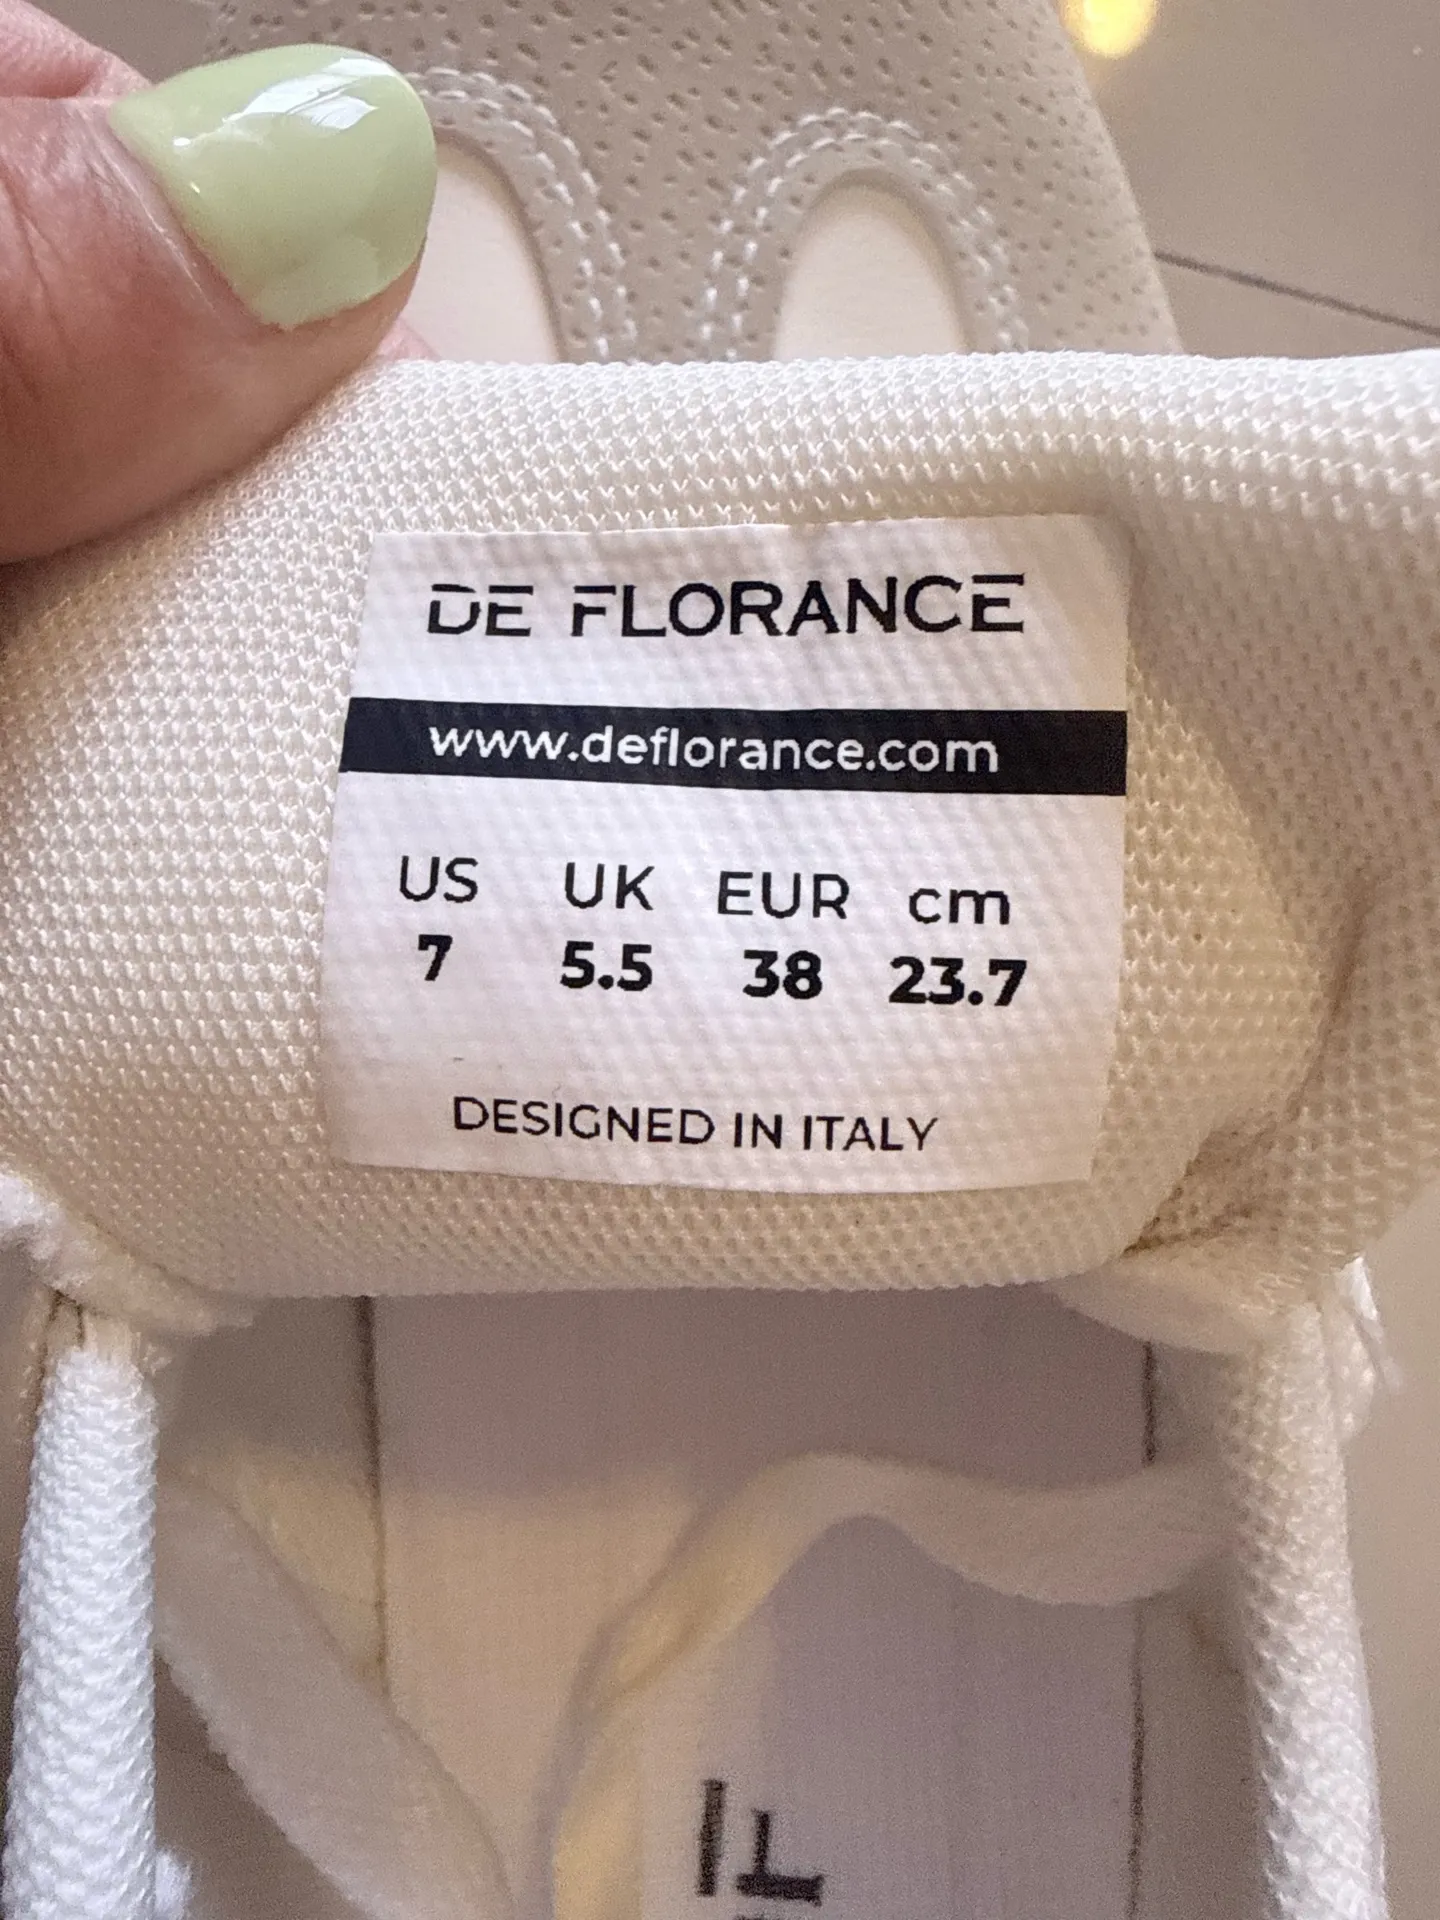 DE FLORANCE
www.deflorance.com
US UK EUR cm
7 5.5 38 23.7
DESIGNED IN ITALY